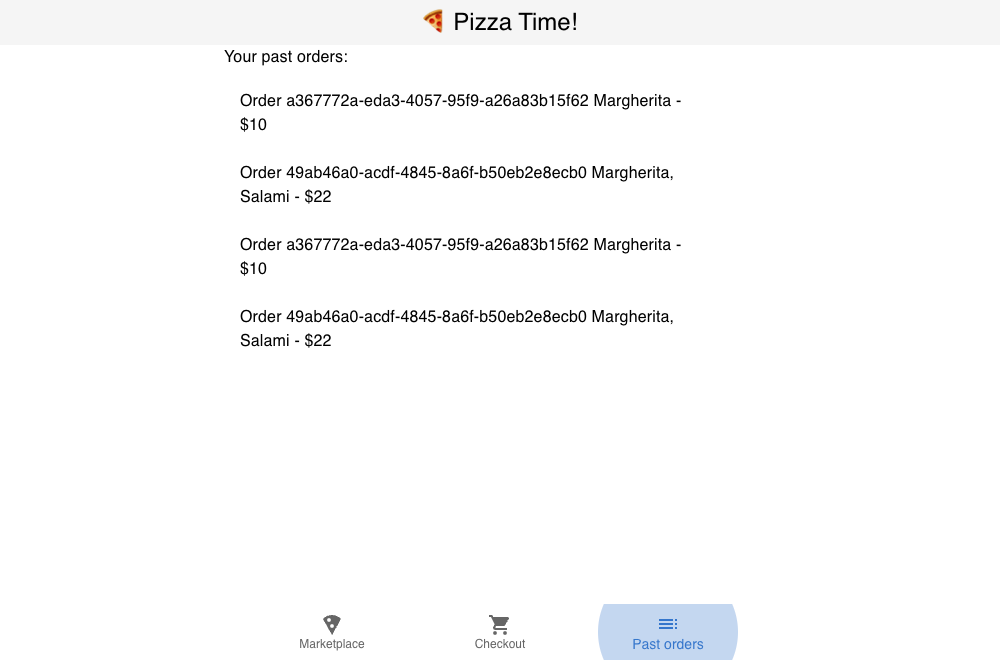 🍕 Pizza Time!
Your past orders:
Order a367772a-eda3-4057-95f9-a26a83b15f62 Margherita -
$10
Order 49ab46a0-acdf-4845-8a6f-b50eb2e8ecb0 Margherita,
Salami - $22
Order a367772a-eda3-4057-95f9-a26a83b15f62 Margherita -
$10
Order 49ab46a0-acdf-4845-8a6f-b50eb2e8ecb0 Margherita,
Salami - $22
Marketplace
Checkout
Past orders